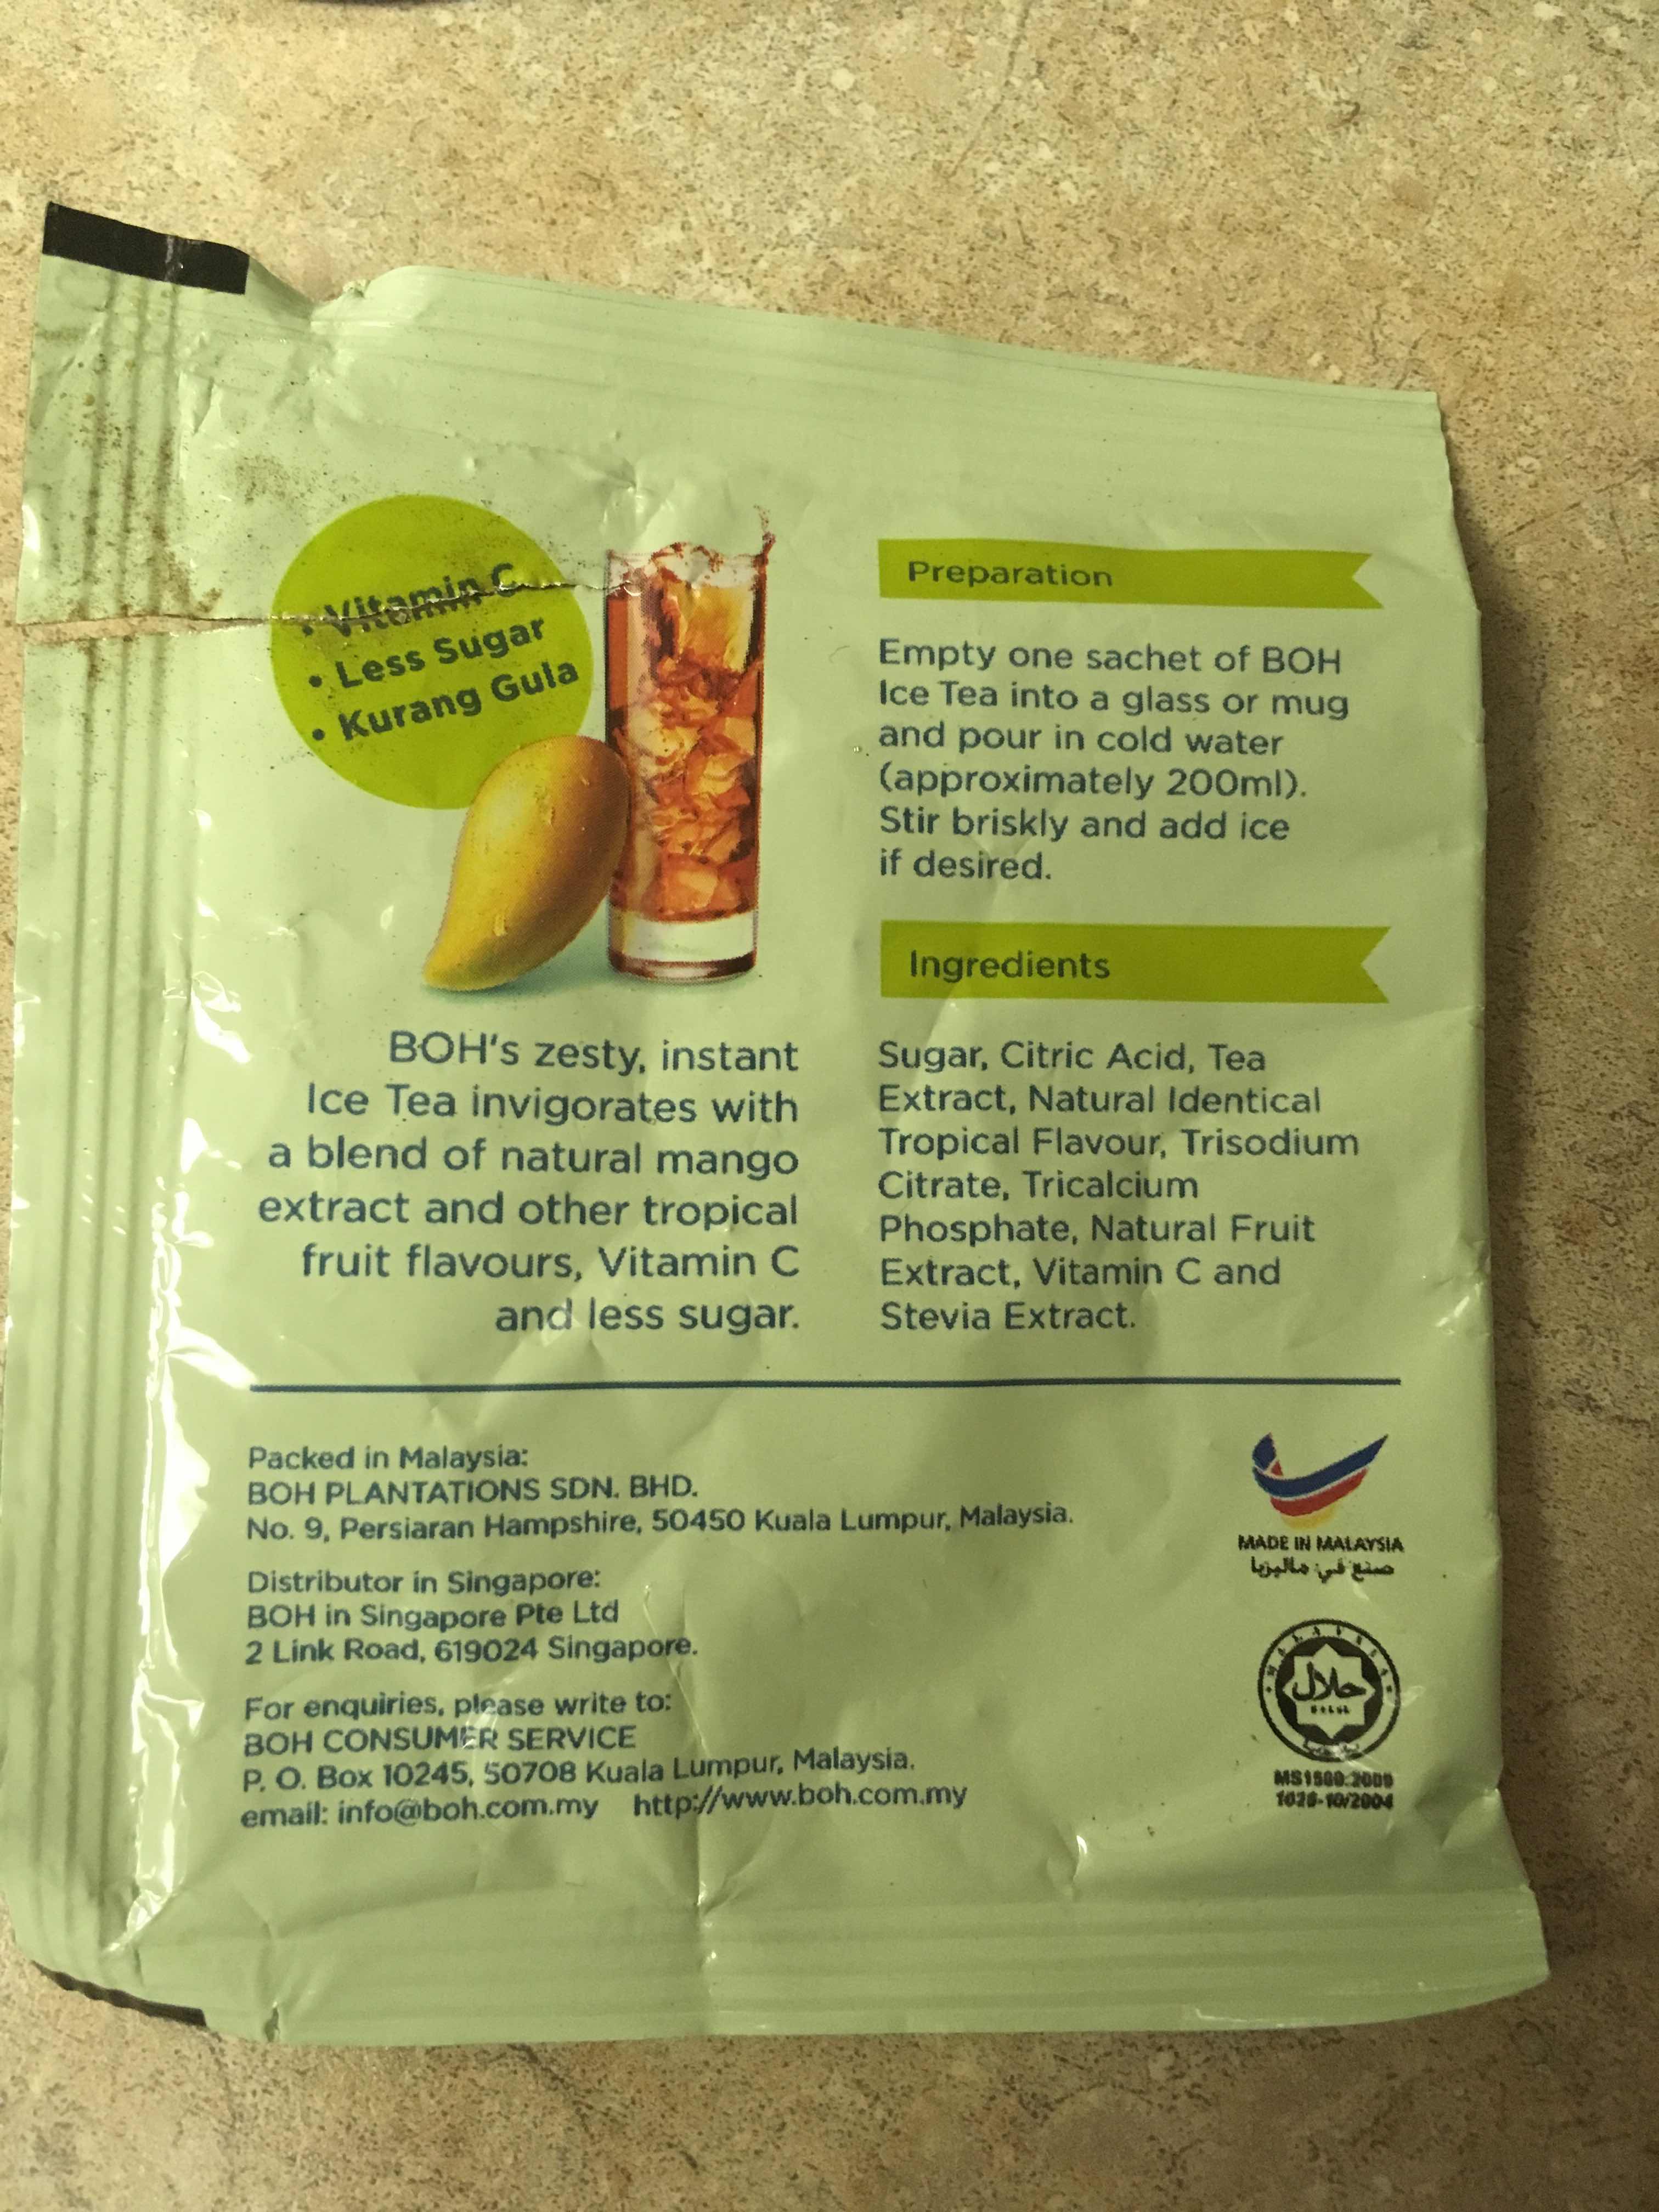 • Vitamin C
• Less Sugar
• Kurang Gula
BOH's zesty, instant
Ice Tea invigorates with
a blend of natural mango
extract and other tropical
fruit flavours, Vitamin C
and less sugar.
Preparation
Empty one sachet of BOH
Ice Tea into a glass or mug
and pour in cold water
(approximately 200ml).
Stir briskly and add ice
if desired.
Ingredients
Sugar, Citric Acid, Tea
Extract, Natural Identical
Tropical Flavour, Trisodium
Citrate, Tricalcium
Phosphate, Natural Fruit
Extract, Vitamin C and
Stevia Extract.
Packed in Malaysia:
BOH PLANTATIONS SDN. BHD.
No. 9, Persiaran Hampshire, 50450 Kuala Lumpur, Malaysia.
Distributor in Singapore:
BOH in Singapore Pte Ltd
2 Link Road, 619024 Singapore.
For enquiries, please write to:
BOH CONSUMER SERVICE
P. O. Box 10245, 50708 Kuala Lumpur, Malaysia.
email: info@boh.com.my http://www.boh.com.my
MADE IN MALAYSIA
صنع في ماليزيا
MALAYSIA
حلال
HALAL
MS1500:2009
1028-10/2004